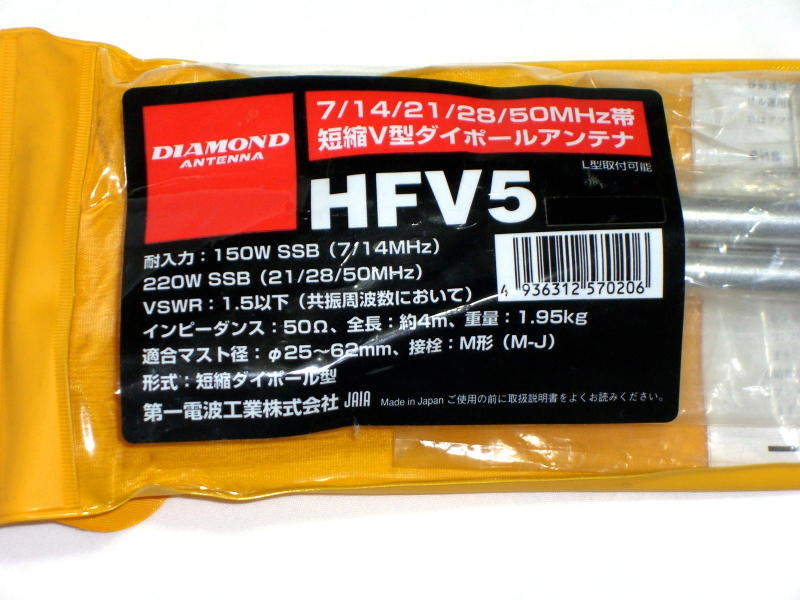 DIAMOND
ANTENNA
7/14/21/28/50MHz帯
短縮V型ダイポールアンテナ
L型取付可能
HFV5
耐入力：150W SSB（7/14MHz）
220W SSB（21/28/50MHz）
VSWR：1.5以下（共振周波数において）
4 936312 570206
インピーダンス：50Ω、全長：約4m、重量：1.95kg
適合マスト径：φ25〜62mm、接栓：M形（M-J）
形式：短縮ダイポール型
第一電波工業株式会社 JAIA Made in Japan ご使用の前に取扱説明書をよくお読みください。